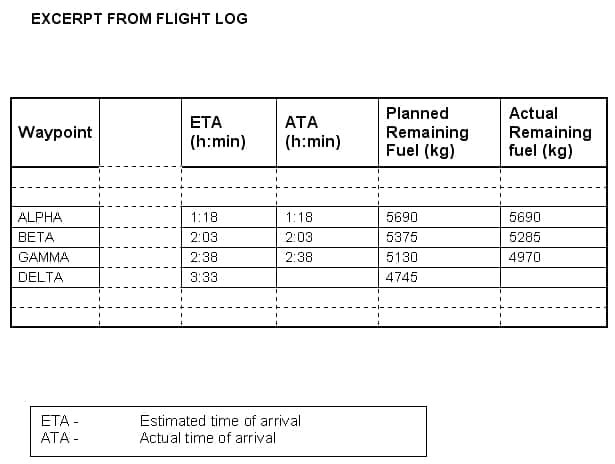 EXCERPT FROM FLIGHT LOG
Waypoint ETA (h:min) ATA (h:min) Planned Remaining Fuel (kg) Actual Remaining fuel (kg)
ALPHA 1:18 1:18 5690 5690
BETA 2:03 2:03 5375 5285
GAMMA 2:38 2:38 5130 4970
DELTA 3:33 4745
ETA - Estimated time of arrival
ATA - Actual time of arrival